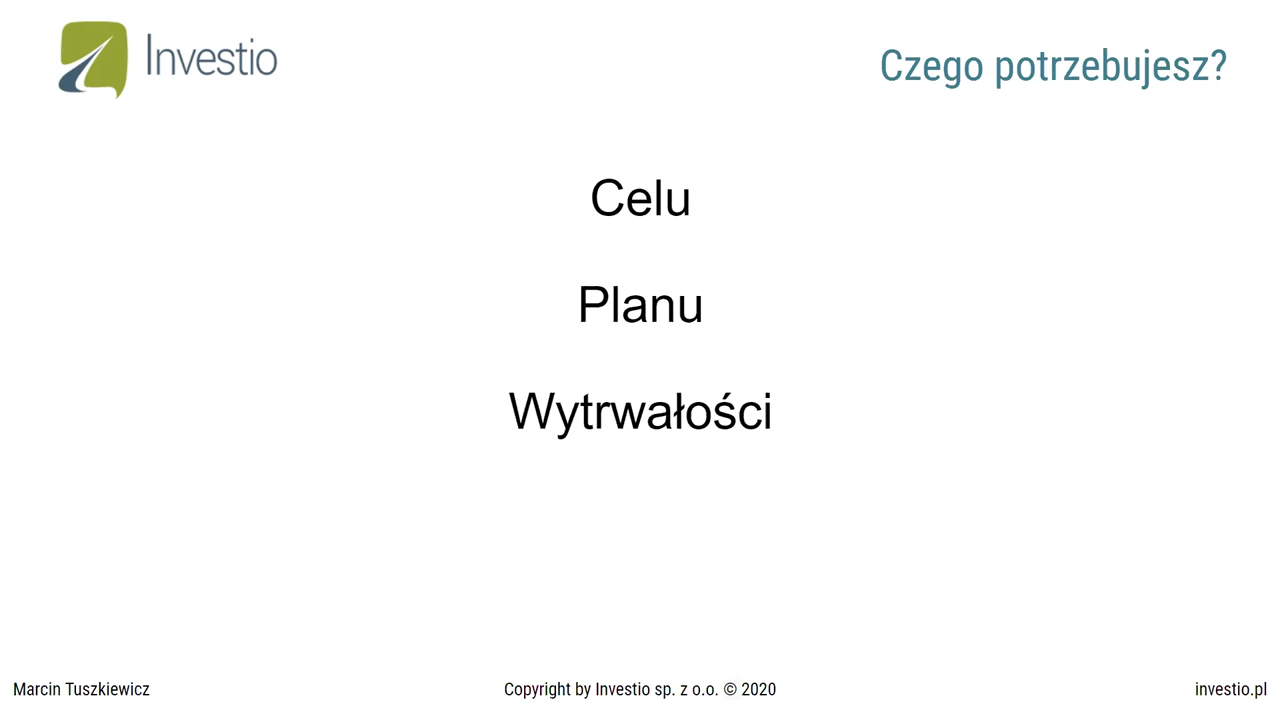 Investio
Czego potrzebujesz?
Celu
Planu
Wytrwałości
Marcin Tuszkiewicz
Copyright by Investio sp. z o.o. © 2020
investio.pl